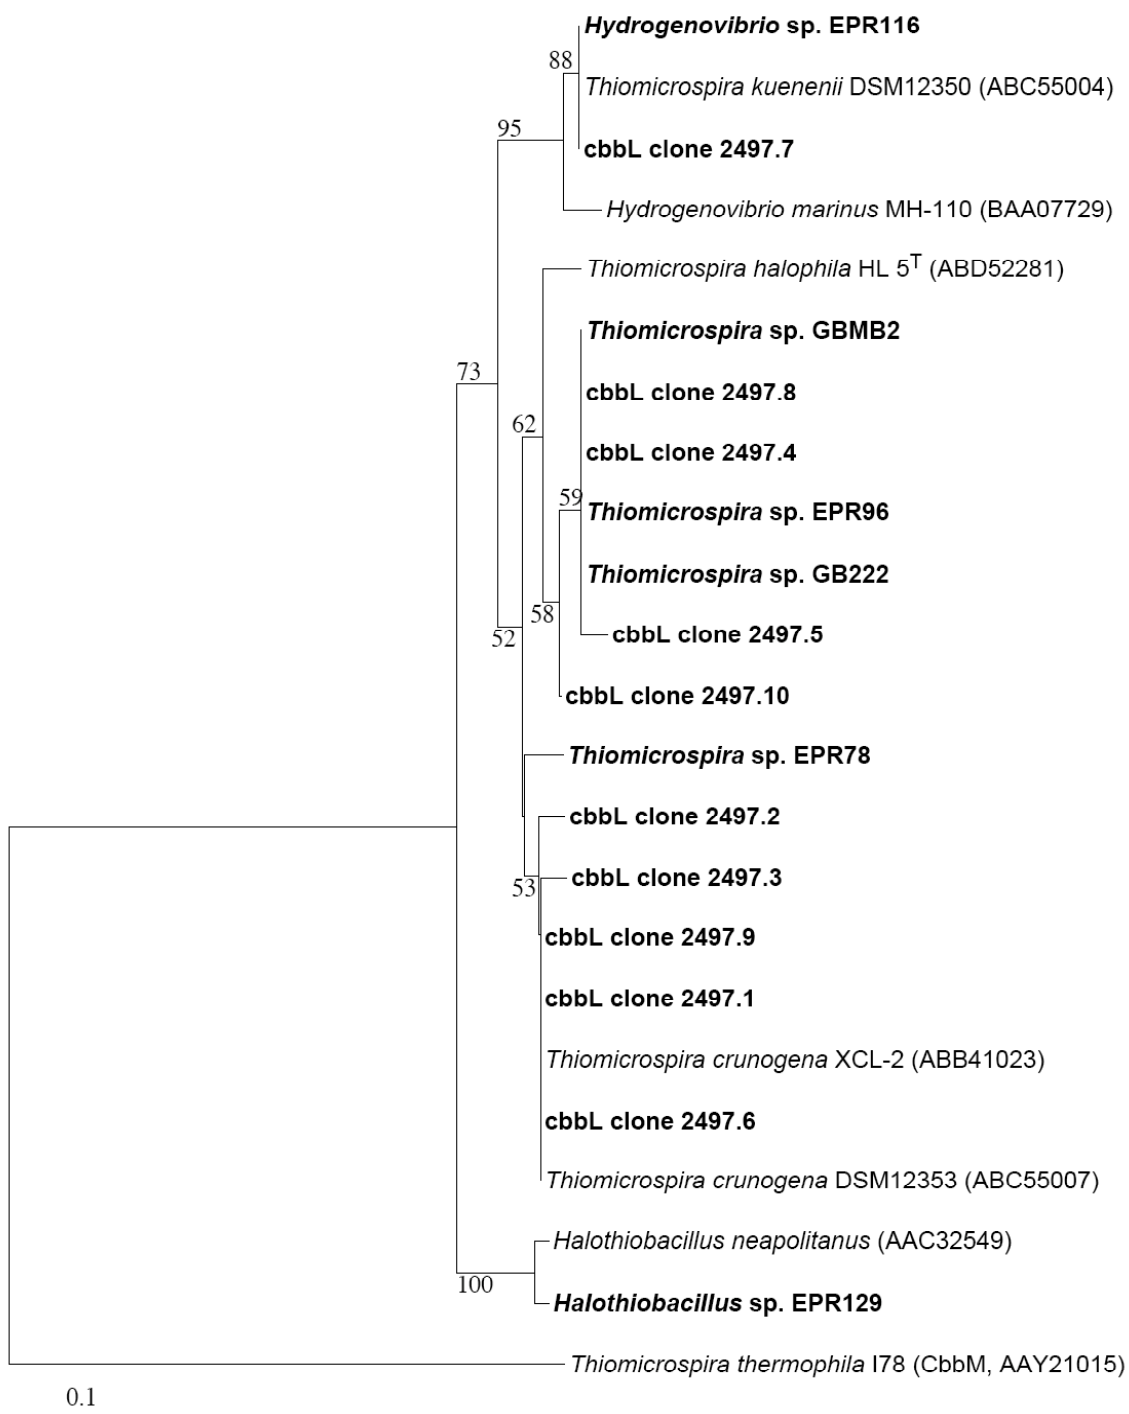 Hydrogenovibrio sp. EPR116
88
Thiomicrospira kuenenii DSM12350 (ABC55004)
95
cbbL clone 2497.7
Hydrogenovibrio marinus MH-110 (BAA07729)
Thiomicrospira halophila HL 5T (ABD52281)
Thiomicrospira sp. GBMB2
73
cbbL clone 2497.8
62
cbbL clone 2497.4
59
Thiomicrospira sp. EPR96
Thiomicrospira sp. GB222
58
52
cbbL clone 2497.5
cbbL clone 2497.10
Thiomicrospira sp. EPR78
cbbL clone 2497.2
cbbL clone 2497.3
53
cbbL clone 2497.9
cbbL clone 2497.1
Thiomicrospira crunogena XCL-2 (ABB41023)
cbbL clone 2497.6
Thiomicrospira crunogena DSM12353 (ABC55007)
Halothiobacillus neapolitanus (AAC32549)
100
Halothiobacillus sp. EPR129
Thiomicrospira thermophila I78 (CbbM, AAY21015)
0.1